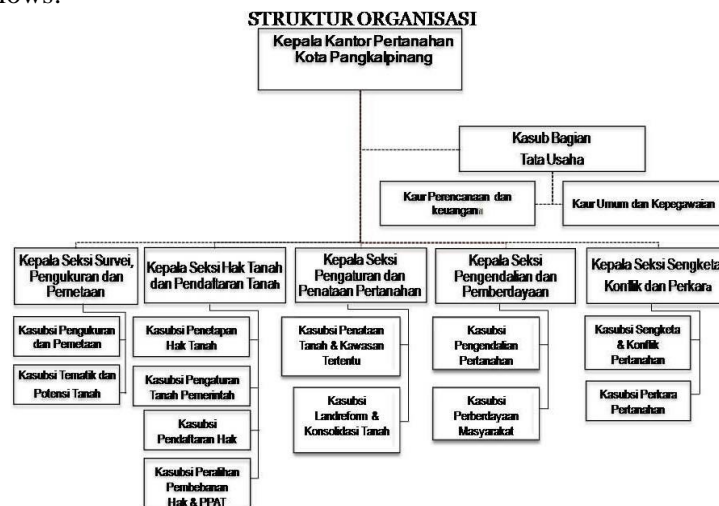 STRUKTUR ORGANISASI
Kepala Kantor Pertanahan
Kota Pangkalpinang
Kasub Bagian
Tata Usaha
Kaur Perencanaan dan
keuangan
Kaur Umum dan Kepegawaian
Kepala Seksi Survei,
Pengukuran dan
Pemetaan
Kepala Seksi Hak Tanah
dan Pendaftaran Tanah
Kepala Seksi
Pengaturan dan
Penataan Pertanahan
Kepala Seksi
Pengendalian dan
Pemberdayaan
Kepala Seksi Sengketa
Konflik dan Perkara
Kasubsi Pengukuran
dan Pemetaan
Kasubsi Tematik dan
Potensi Tanah
Kasubsi Penetapan
Hak Tanah
Kasubsi Pengaturan
Tanah Pemerintah
Kasubsi
Pendaftaran Hak
Kasubsi Peralihan
Pembebanan
Hak & PPAT
Kasubsi Penataan
Tanah & Kawasan
Tertentu
Kasubsi
Landreform &
Konsolidasi Tanah
Kasubsi
Pengendalian
Pertanahan
Kasubsi
Perberdayaan
Masyarakat
Kasubsi Sengketa
& Konflik
Pertanahan
Kasubsi Perkara
Pertanahan